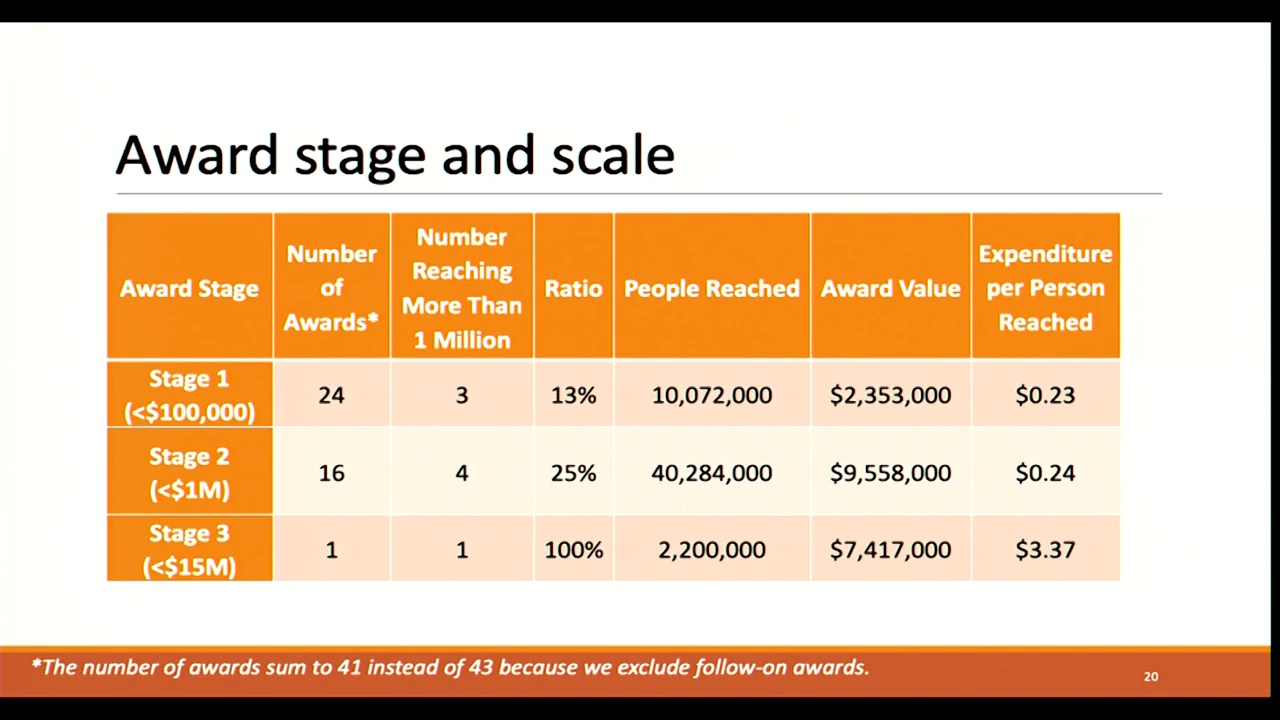 Award stage and scale
Award Stage
Number
of
Awards*
Number
Reaching
More Than
1 Million
Ratio
People Reached
Award Value
Expenditure
per Person
Reached
Stage 1
(<$100,000)
24
3
13%
10,072,000
$2,353,000
$0.23
Stage 2
(<$1M)
16
4
25%
40,284,000
$9,558,000
$0.24
Stage 3
(<$15M)
1
1
100%
2,200,000
$7,417,000
$3.37
*The number of awards sum to 41 instead of 43 because we exclude follow-on awards.
20